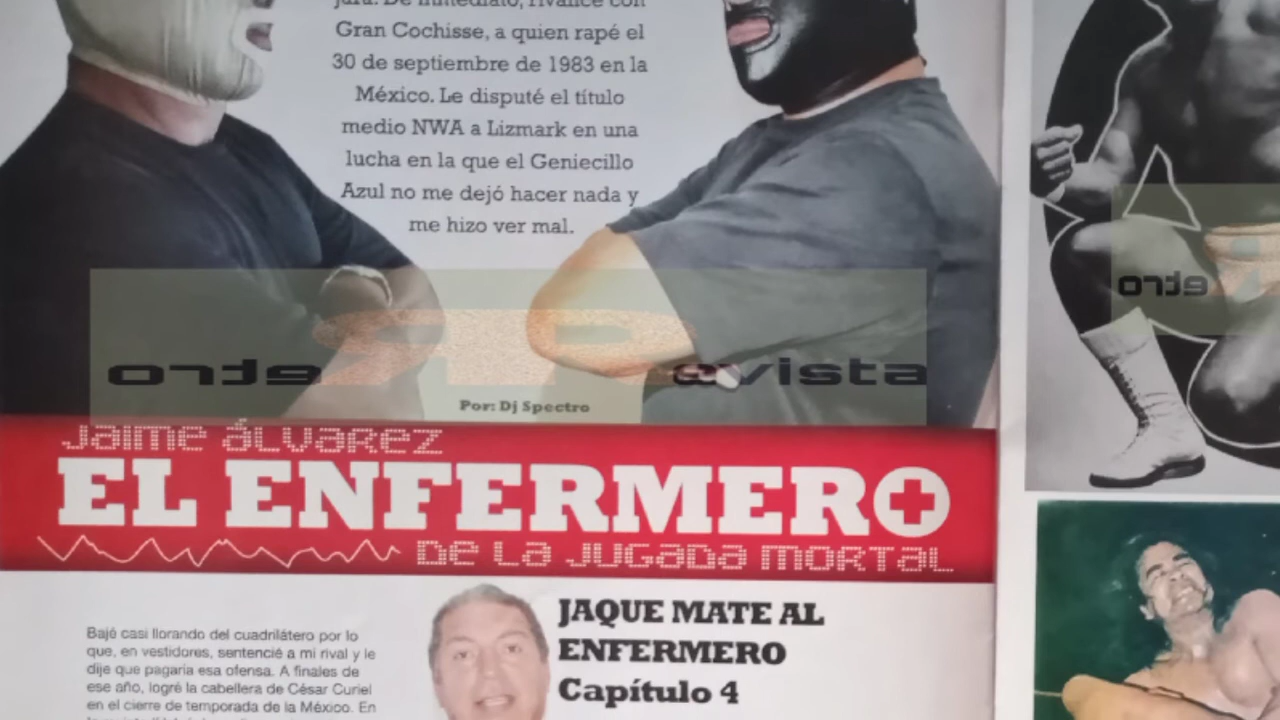 jura. De inmediato, rivalicé con
Gran Cochisse, a quien rapé el
30 de septiembre de 1983 en la
México. Le disputé el título
medio NWA a Lizmark en una
lucha en la que el Geniecillo
Azul no me dejó hacer nada y
me hizo ver mal.
Por: Dj Spectro
Jaime Álvarez
EL ENFERMERO
De La Jugada Mortal
JAQUE MATE AL
ENFERMERO
Capítulo 4
Bajé casi llorando del cuadrilátero por lo
que, en vestidores, sentencié a mi rival y le
dije que pagaría esa ofensa. A finales de
ese año, logré la cabellera de César Curiel
en el cierre de temporada de la México. En